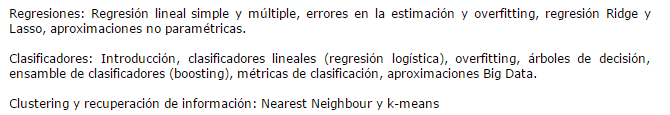 Regresiones: Regresión lineal simple y múltiple, errores en la estimación y overfitting, regresión Ridge y
Lasso, aproximaciones no paramétricas.
Clasificadores: Introducción, clasificadores lineales (regresión logística), overfitting, árboles de decisión,
ensamble de clasificadores (boosting), métricas de clasificación, aproximaciones Big Data.
Clustering y recuperación de información: Nearest Neighbour y k-means